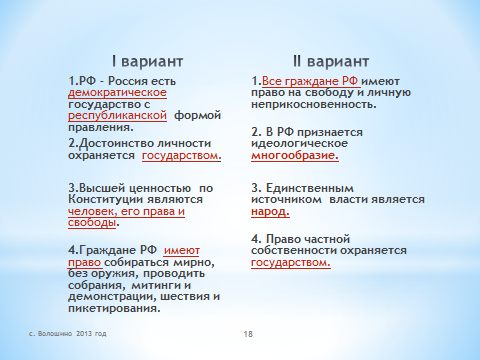 I вариант
1.РФ - Россия есть
демократическое
государство с
республиканской формой
правления.
2.Достоинство личности
охраняется государством.
3.Высшей ценностью по
Конституции являются
человек, его права и
свободы.
4.Граждане РФ имеют
право собираться мирно,
без оружия, проводить
собрания, митинги и
демонстрации, шествия и
пикетирования.
II вариант
1.Все граждане РФ имеют
право на свободу и личную
неприкосновенность.
2. В РФ признается
идеологическое
многообразие.
3. Единственным
источником власти является
народ.
4. Право частной
собственности охраняется
государством.
с. Волошино 2013 год
18